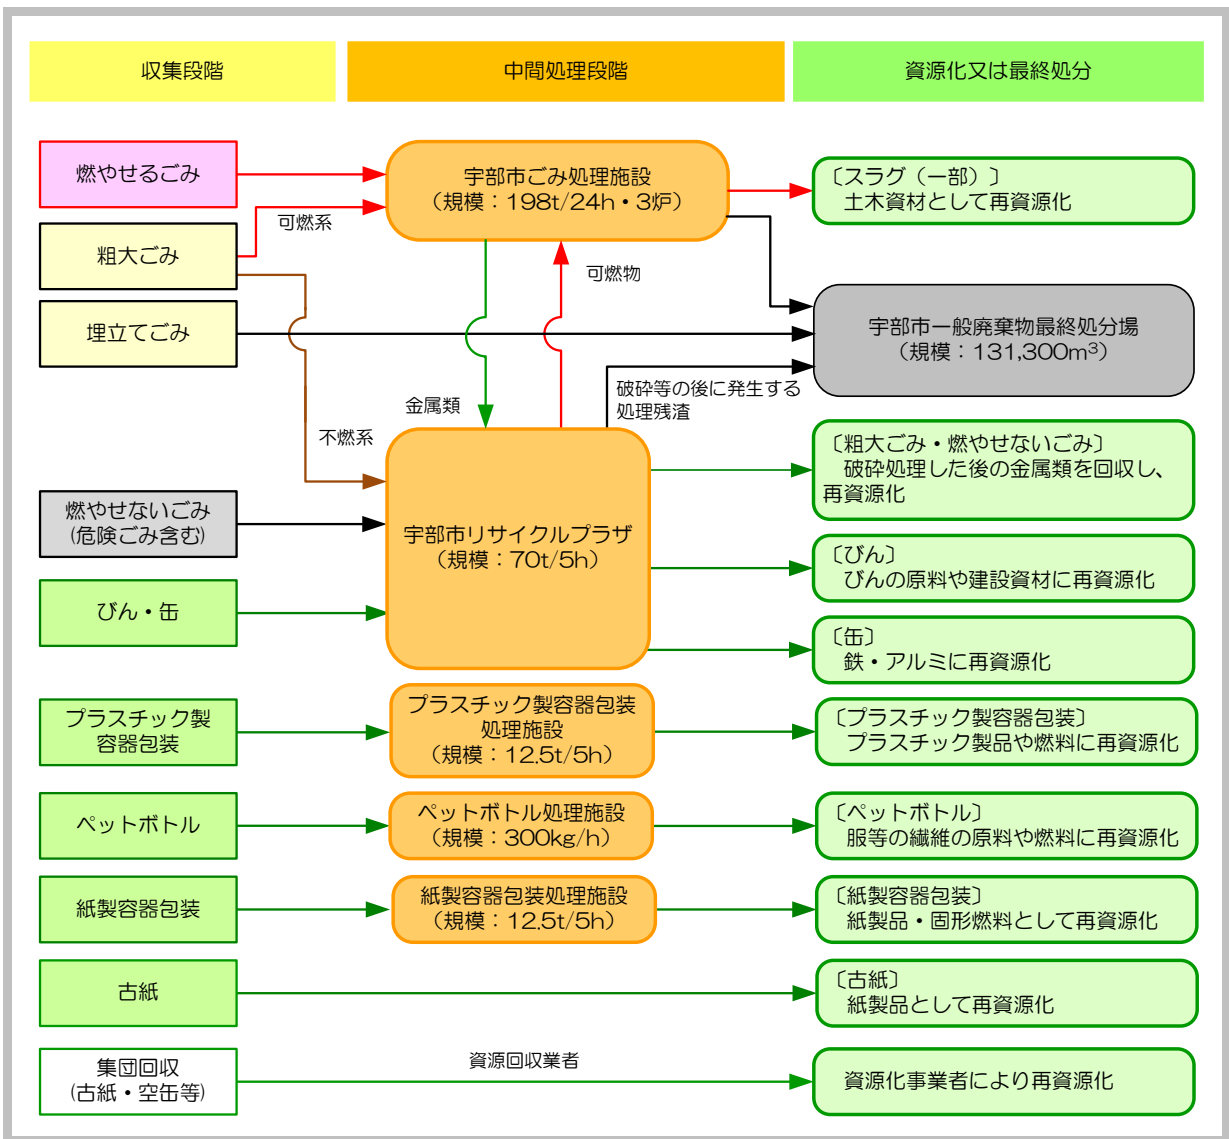 収集段階
中間処理段階
資源化又は最終処分
燃やせるごみ
宇部市ごみ処理施設
（規模：198t/24h・3炉）
〔スラグ（一部）〕
土木資材として再資源化
可燃系
粗大ごみ
可燃物
埋立てごみ
宇部市一般廃棄物最終処分場
（規模：131,300m³）
破砕等の後に発生する
処理残渣
金属類
不燃系
〔粗大ごみ・燃やせないごみ〕
破砕処理した後の金属類を回収し、
再資源化
燃やせないごみ
(危険ごみ含む)
宇部市リサイクルプラザ
（規模：70t/5h）
〔びん〕
びんの原料や建設資材に再資源化
びん・缶
〔缶〕
鉄・アルミに再資源化
プラスチック製
容器包装
プラスチック製容器包装
処理施設
（規模：12.5t/5h）
〔プラスチック製容器包装〕
プラスチック製品や燃料に再資源化
ペットボトル
ペットボトル処理施設
（規模：300kg/h）
〔ペットボトル〕
服等の繊維の原料や燃料に再資源化
紙製容器包装
紙製容器包装処理施設
（規模：12.5t/5h）
〔紙製容器包装〕
紙製品・固形燃料として再資源化
古紙
〔古紙〕
紙製品として再資源化
集団回収
(古紙・空缶等)
資源回収業者
資源化事業者により再資源化